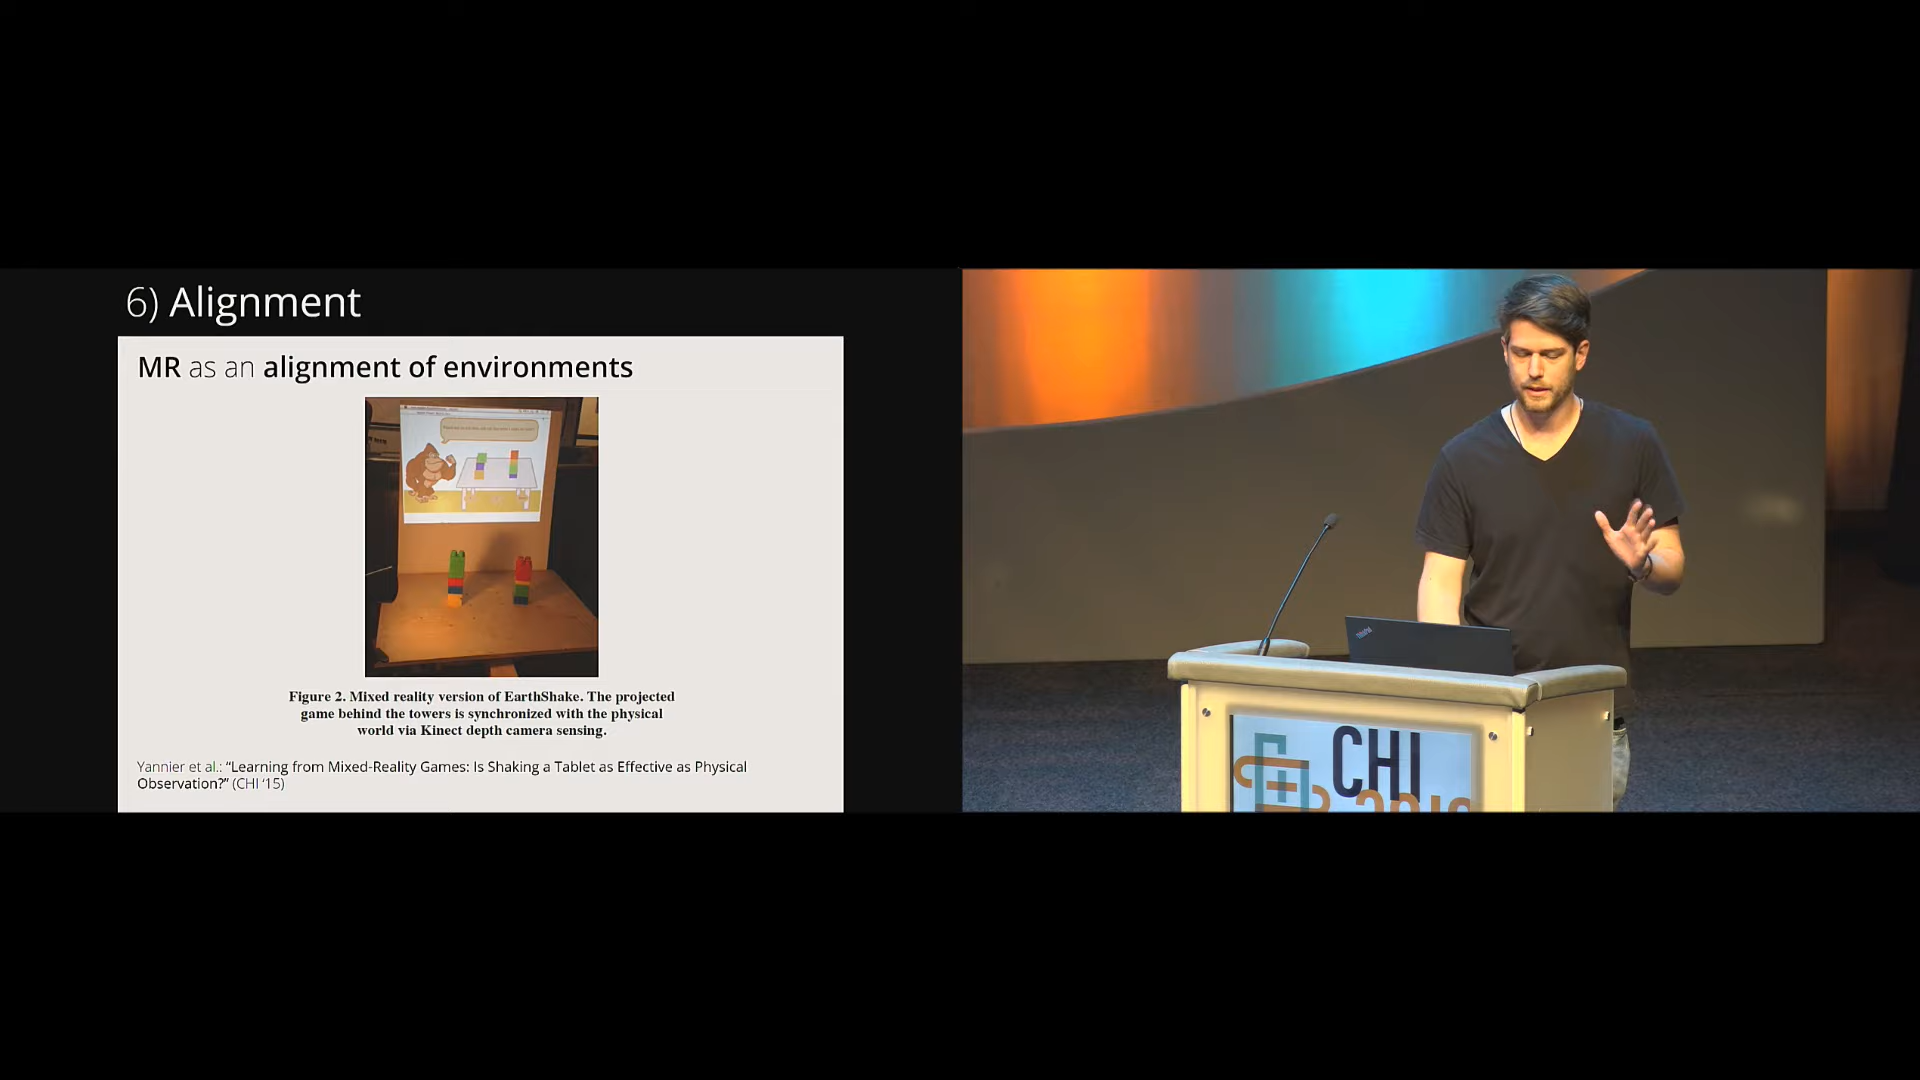 6) Alignment
MR as an alignment of environments
Figure 2. Mixed reality version of EarthShake. The projected
game behind the towers is synchronized with the physical
world via Kinect depth camera sensing.
Yannier et al.: “Learning from Mixed-Reality Games: Is Shaking a Tablet as Effective as Physical
Observation?” (CHI ‘15)
CHI